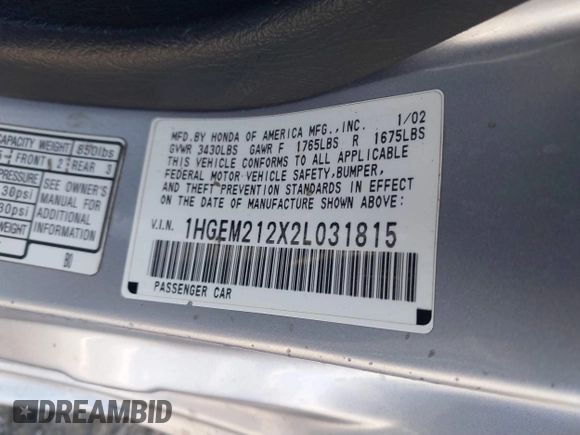 CAPACITY WEIGHT 850lbs
FRONT 2 REAR 3
30psi
30psi
SEE OWNER'S
MANUAL FOR
ADDITIONAL
INFORMATION
B0
MFD.BY HONDA OF AMERICA MFG.,INC. 1/02
GVWR 3430LBS GAWR F 1765LBS R 1675LBS
THIS VEHICLE CONFORMS TO ALL APPLICABLE
FEDERAL MOTOR VEHICLE SAFETY,BUMPER,
AND THEFT PREVENTION STANDARDS IN EFFECT
ON THE DATE OF MANUFACTURE SHOWN ABOVE:
V.I.N. 1HGEM212X2L031815
PASSENGER CAR
DREAMBID